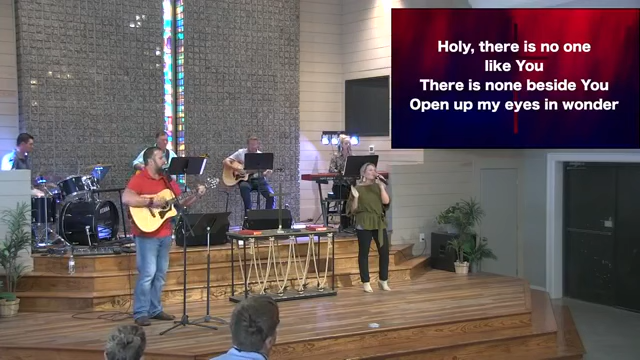 Holy, there is no one
like You
There is none beside You
Open up my eyes in wonder